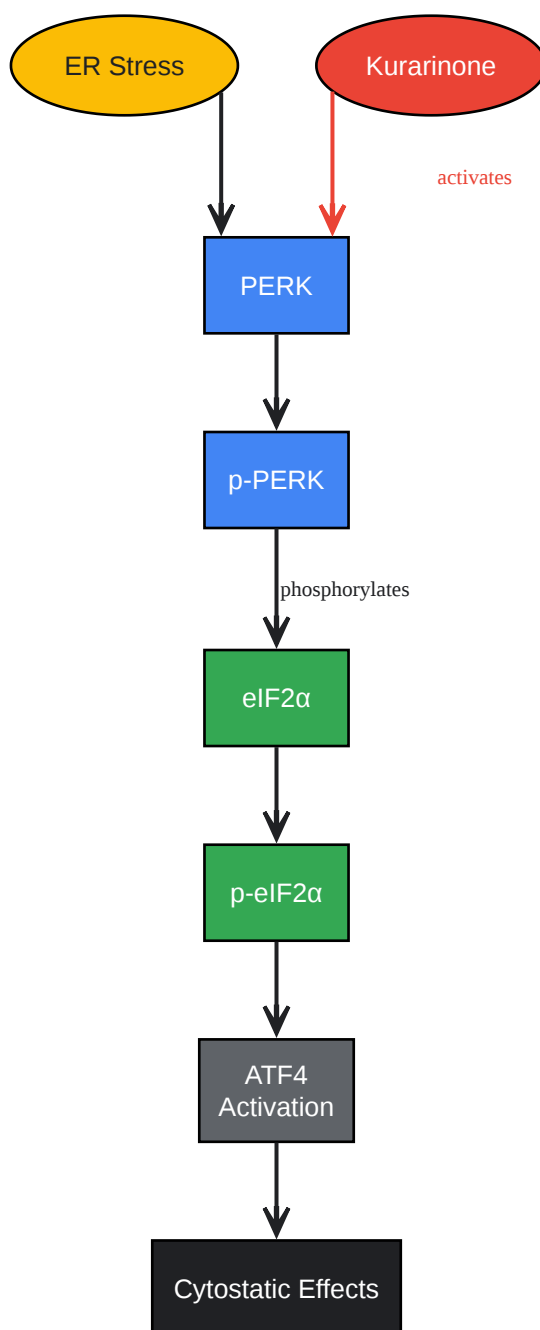 ER Stress
Kurarinone
activates
PERK
p-PERK
phosphorylates
eIF2α
p-eIF2α
ATF4
Activation
Cytostatic Effects